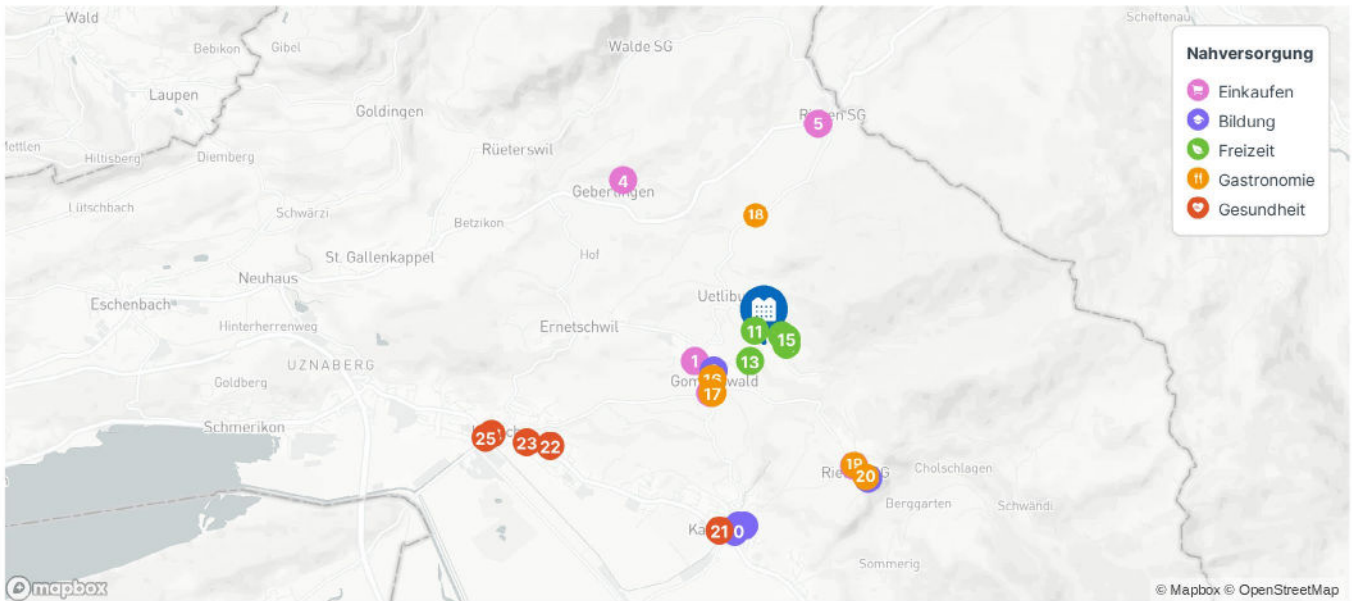 Wald
Scheftenau
Bebikon
Gibel
Walde SG
Nahversorgung
Laupen
Einkaufen
Goldingen
5
Bildung
Hiltisberg
Diemberg
Rüeterswil
Freizeit
4
Gastronomie
Lütschbach
Schwärzi
18
Gesundheit
Betzikon
St. Gallenkappel
Hof
Neuhaus
Eschenbach
Hinterherrenweg
Ernetschwil
11
15
UZNABERG
1
13
Goldberg
16
17
Schmerikon
25
23
22
19
20
Cholschlagen
Berggarten
Schwändi
21
Sommerig
mapbox
© Mapbox © OpenStreetMap